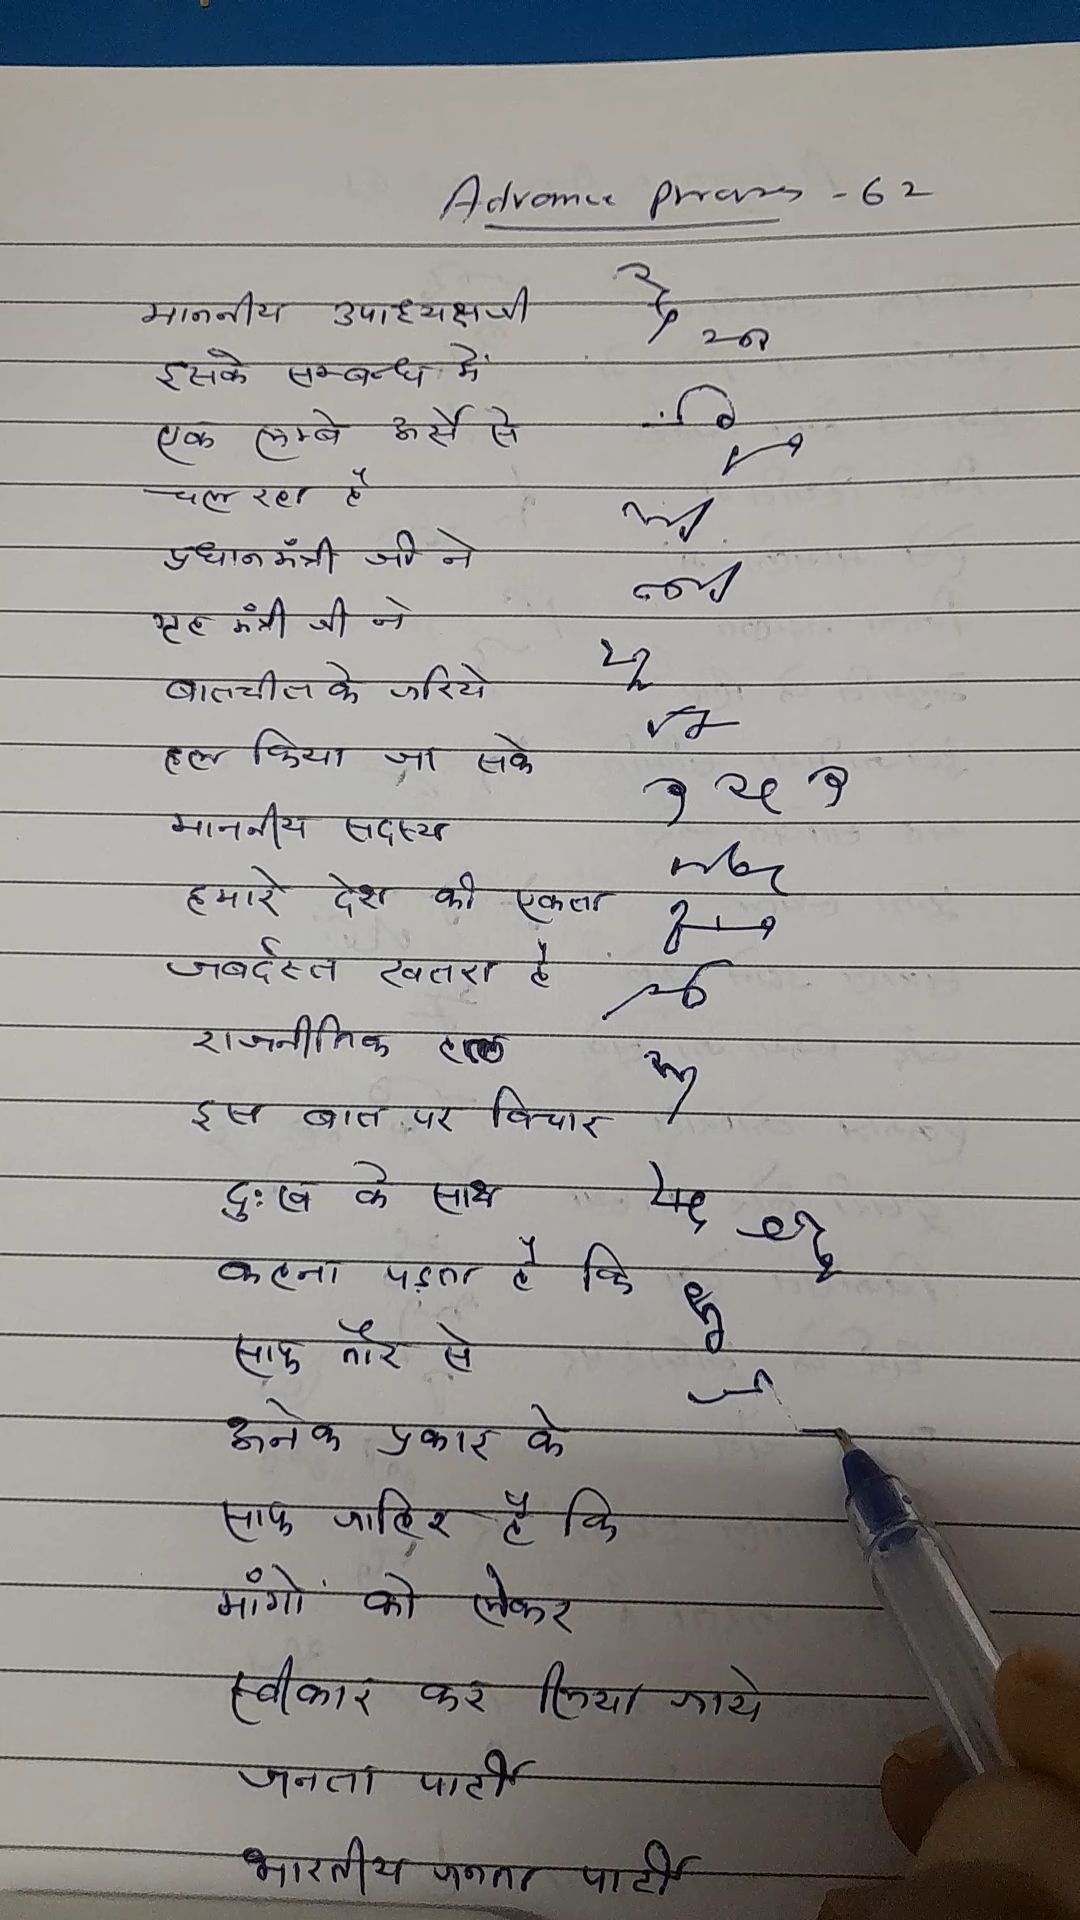 Advance phrases - 62
माननीय उपाध्यक्षजी
इसके सम्बन्ध में
एक लम्बे अर्से से
चल रहा है
प्रधानमंत्री जी ने
गृह मंत्री जी ने
बातचीत के जरिये
हल किया जा सके
माननीय सदस्य
हमारे देश की एकता
जबर्दस्त खतरा है
राजनीतिक हल
इस बात पर विचार
दुःख के साथ
कहना पड़ता है कि
साफ तौर से
अनेक प्रकार के
साफ जाहिर है कि
मांगों को लेकर
स्वीकार कर लिया जाये
जनता पार्टी
भारतीय जनता पार्टी